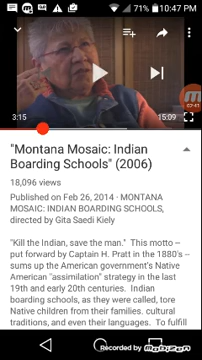 71% 10:47 PM
02:41
3:15 15:09
"Montana Mosaic: Indian
Boarding Schools" (2006)
18,096 views
Published on Feb 26, 2014 · MONTANA
MOSAIC: INDIAN BOARDING SCHOOLS,
directed by Gita Saedi Kiely
"Kill the Indian, save the man." This motto --
put forward by Captain H. Pratt in the 1880's --
sums up the American government's Native
American "assimilation" strategy in the last
19th and early 20th centuries. Indian
boarding schools, as they were called, tore
Native children from their families. cultural
traditions, and even their languages. To fulfill
Recorded by